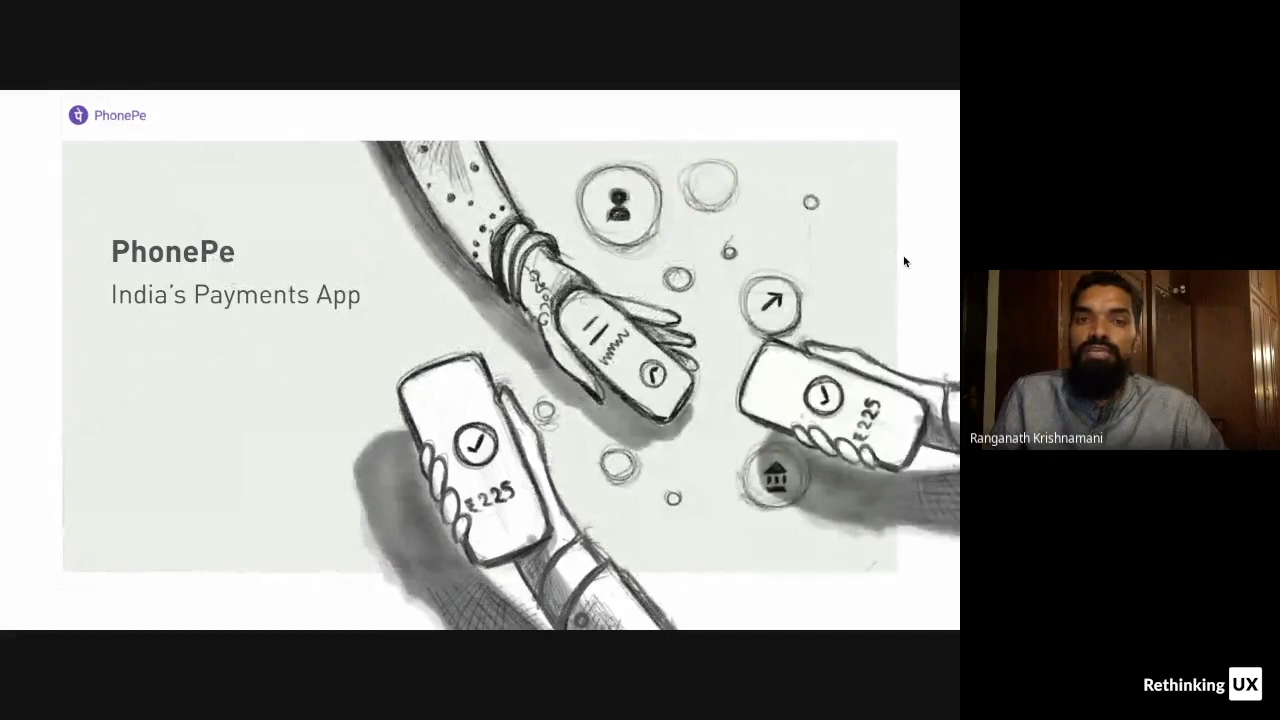 पे PhonePe
PhonePe
India's Payments App
₹225
₹225
Ranganath Krishnamani
Rethinking UX